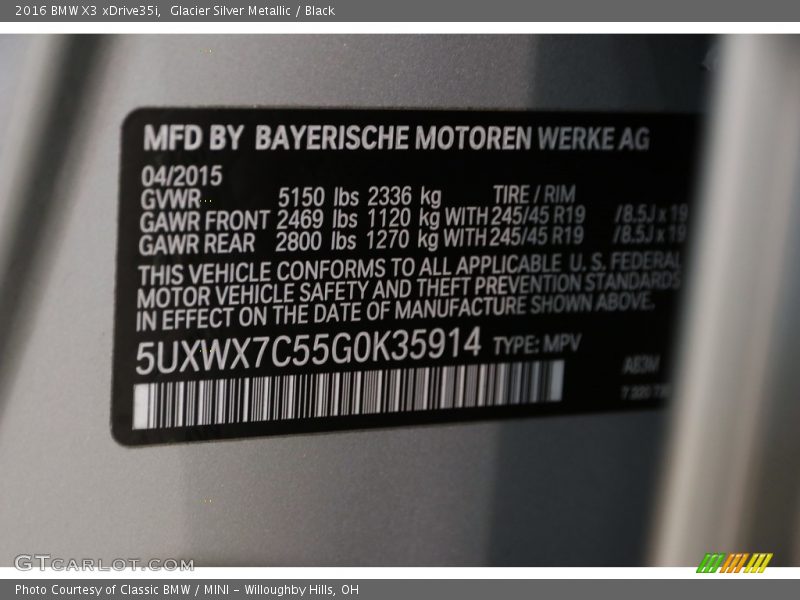 2016 BMW X3 xDrive35i,  Glacier Silver Metallic / Black
MFD BY BAYERISCHE MOTOREN WERKE AG
04/2015
GVWR 5150 lbs 2336 kg TIRE / RIM
GAWR FRONT 2469 lbs 1120 kg WITH 245/45 R19 /8.5J x 19
GAWR REAR 2800 lbs 1270 kg WITH 245/45 R19 /8.5J x 19
THIS VEHICLE CONFORMS TO ALL APPLICABLE U. S. FEDERAL
MOTOR VEHICLE SAFETY AND THEFT PREVENTION STANDARDS
IN EFFECT ON THE DATE OF MANUFACTURE SHOWN ABOVE.
5UXWX7C55G0K35914 TYPE: MPV
GTCARLOT.COM
Photo Courtesy of Classic BMW / MINI - Willoughby Hills, OH